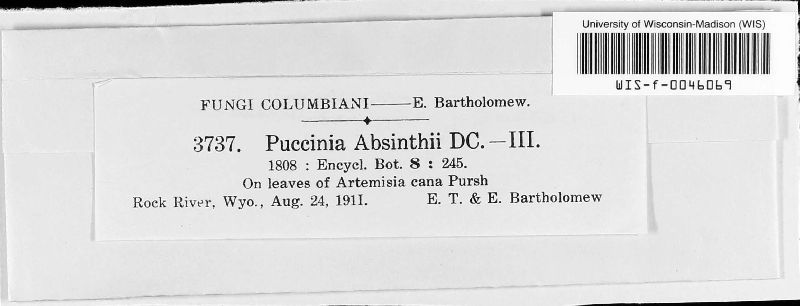 University of Wisconsin-Madison (WIS)
WIS-f-0046069
FUNGI COLUMBIANI——E. Bartholomew.
3737. Puccinia Absinthii DC.—III.
1808 : Encycl. Bot. 8 : 245.
On leaves of Artemisia cana Pursh
Rock River, Wyo., Aug. 24, 1911. E. T. & E. Bartholomew